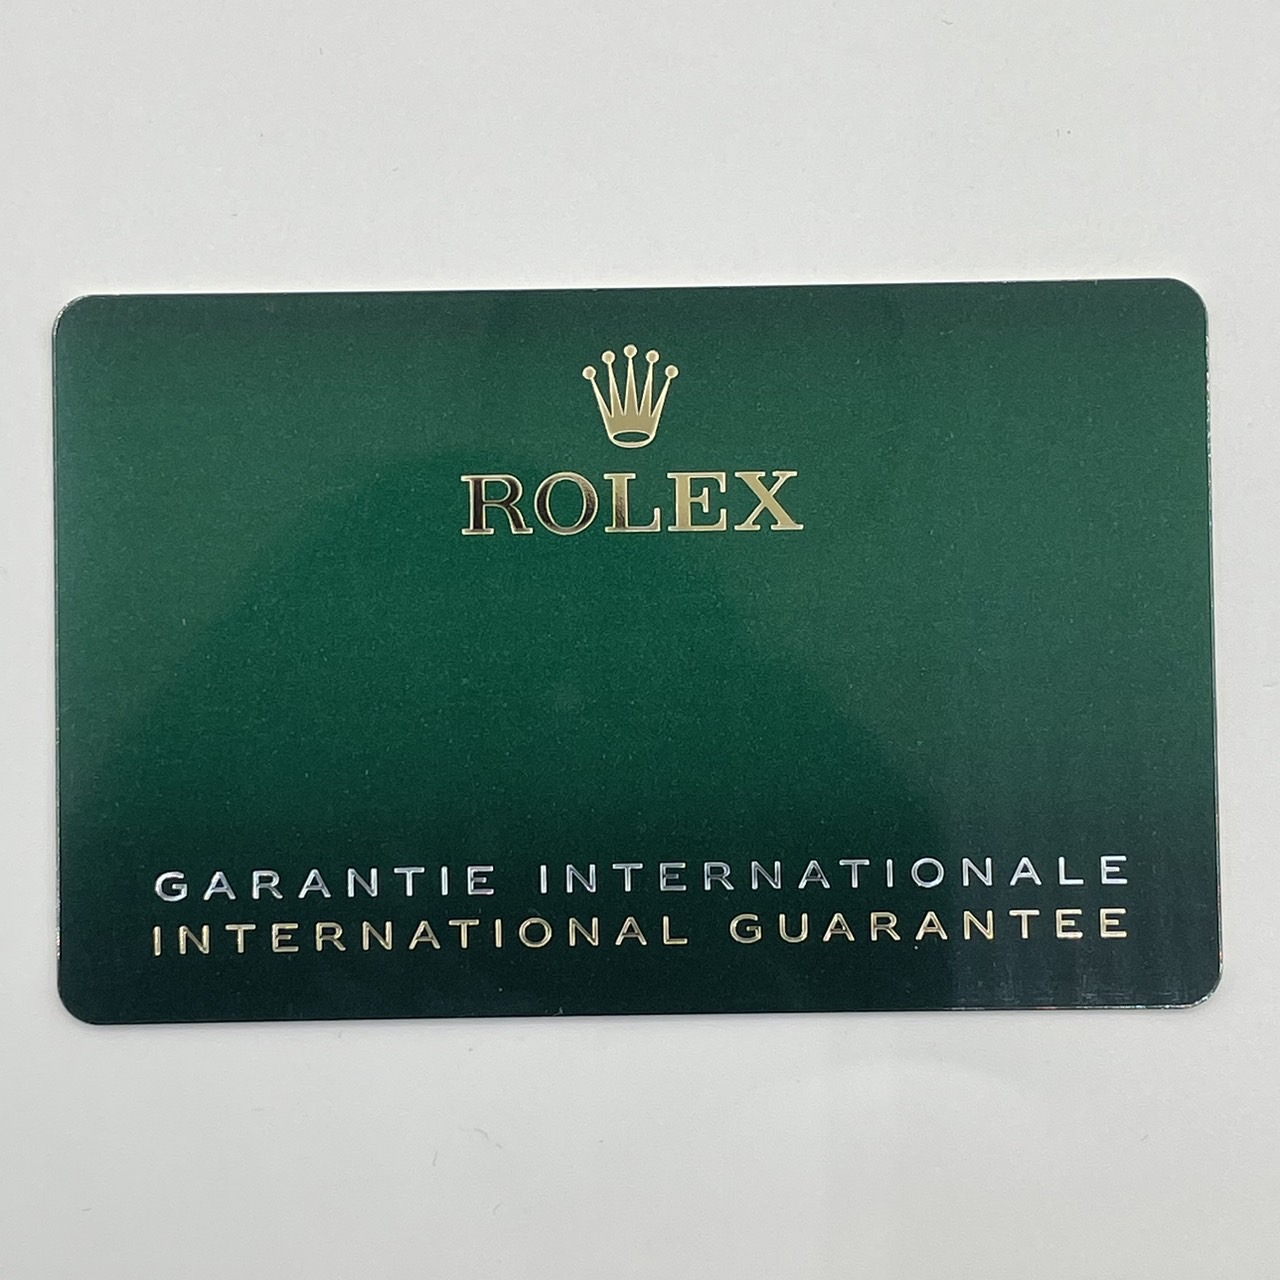 ROLEX
GARANTIE INTERNATIONALE
INTERNATIONAL GUARANTEE